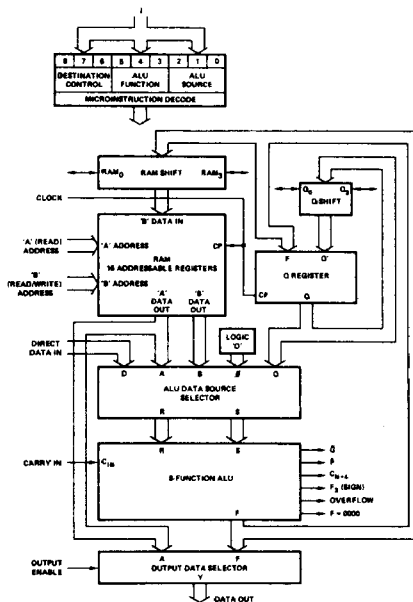 I
8 7 6 5 4 3 2 1 0
DESTINATION CONTROL
ALU FUNCTION
ALU SOURCE
MICROINSTRUCTION DECODE
RAM0 RAM SHIFT RAM3
Q0 Q3
Q SHIFT
CLOCK
'B' DATA IN
'A' (READ) ADDRESS
'A' ADDRESS
RAM
16 ADDRESSABLE REGISTERS
CP
'B' (READ/WRITE) ADDRESS
'B' ADDRESS
'A' DATA OUT
'B' DATA OUT
F Q'
Q REGISTER
CP Q
LOGIC '0'
DIRECT DATA IN
D A B Ø Q
ALU DATA SOURCE SELECTOR
R S
R S
CARRY IN
Cin
8-FUNCTION ALU
F
G̅
P̅
CN+4
F3 (SIGN)
OVERFLOW
F = 0000
OUTPUT ENABLE
A F
OUTPUT DATA SELECTOR
Y
DATA OUT